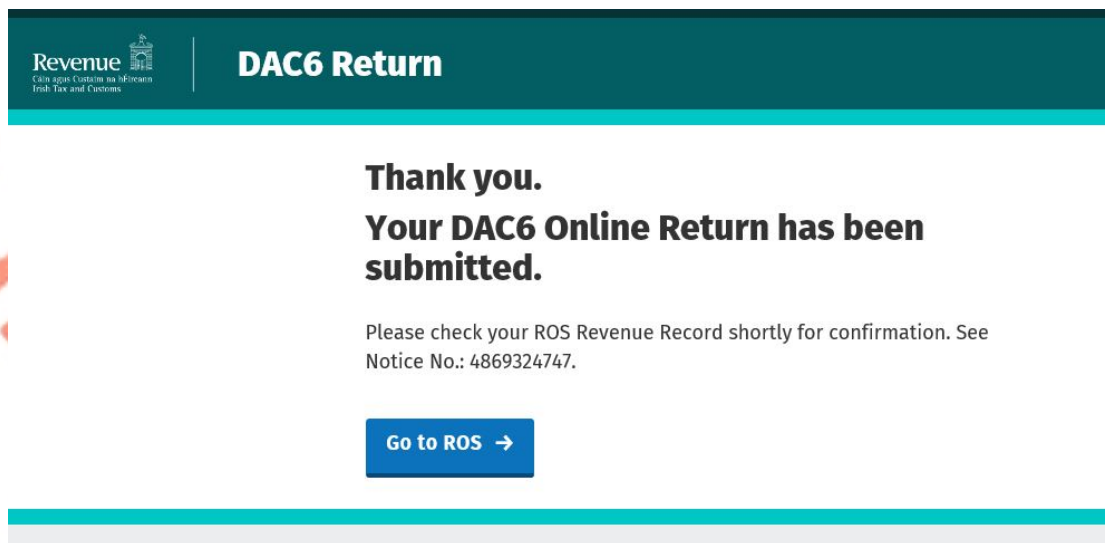 Revenue
Cáin agus Custaim na hÉireann
Irish Tax and Customs
DAC6 Return
Thank you.
Your DAC6 Online Return has been
submitted.
Please check your ROS Revenue Record shortly for confirmation. See
Notice No.: 4869324747.
Go to ROS →